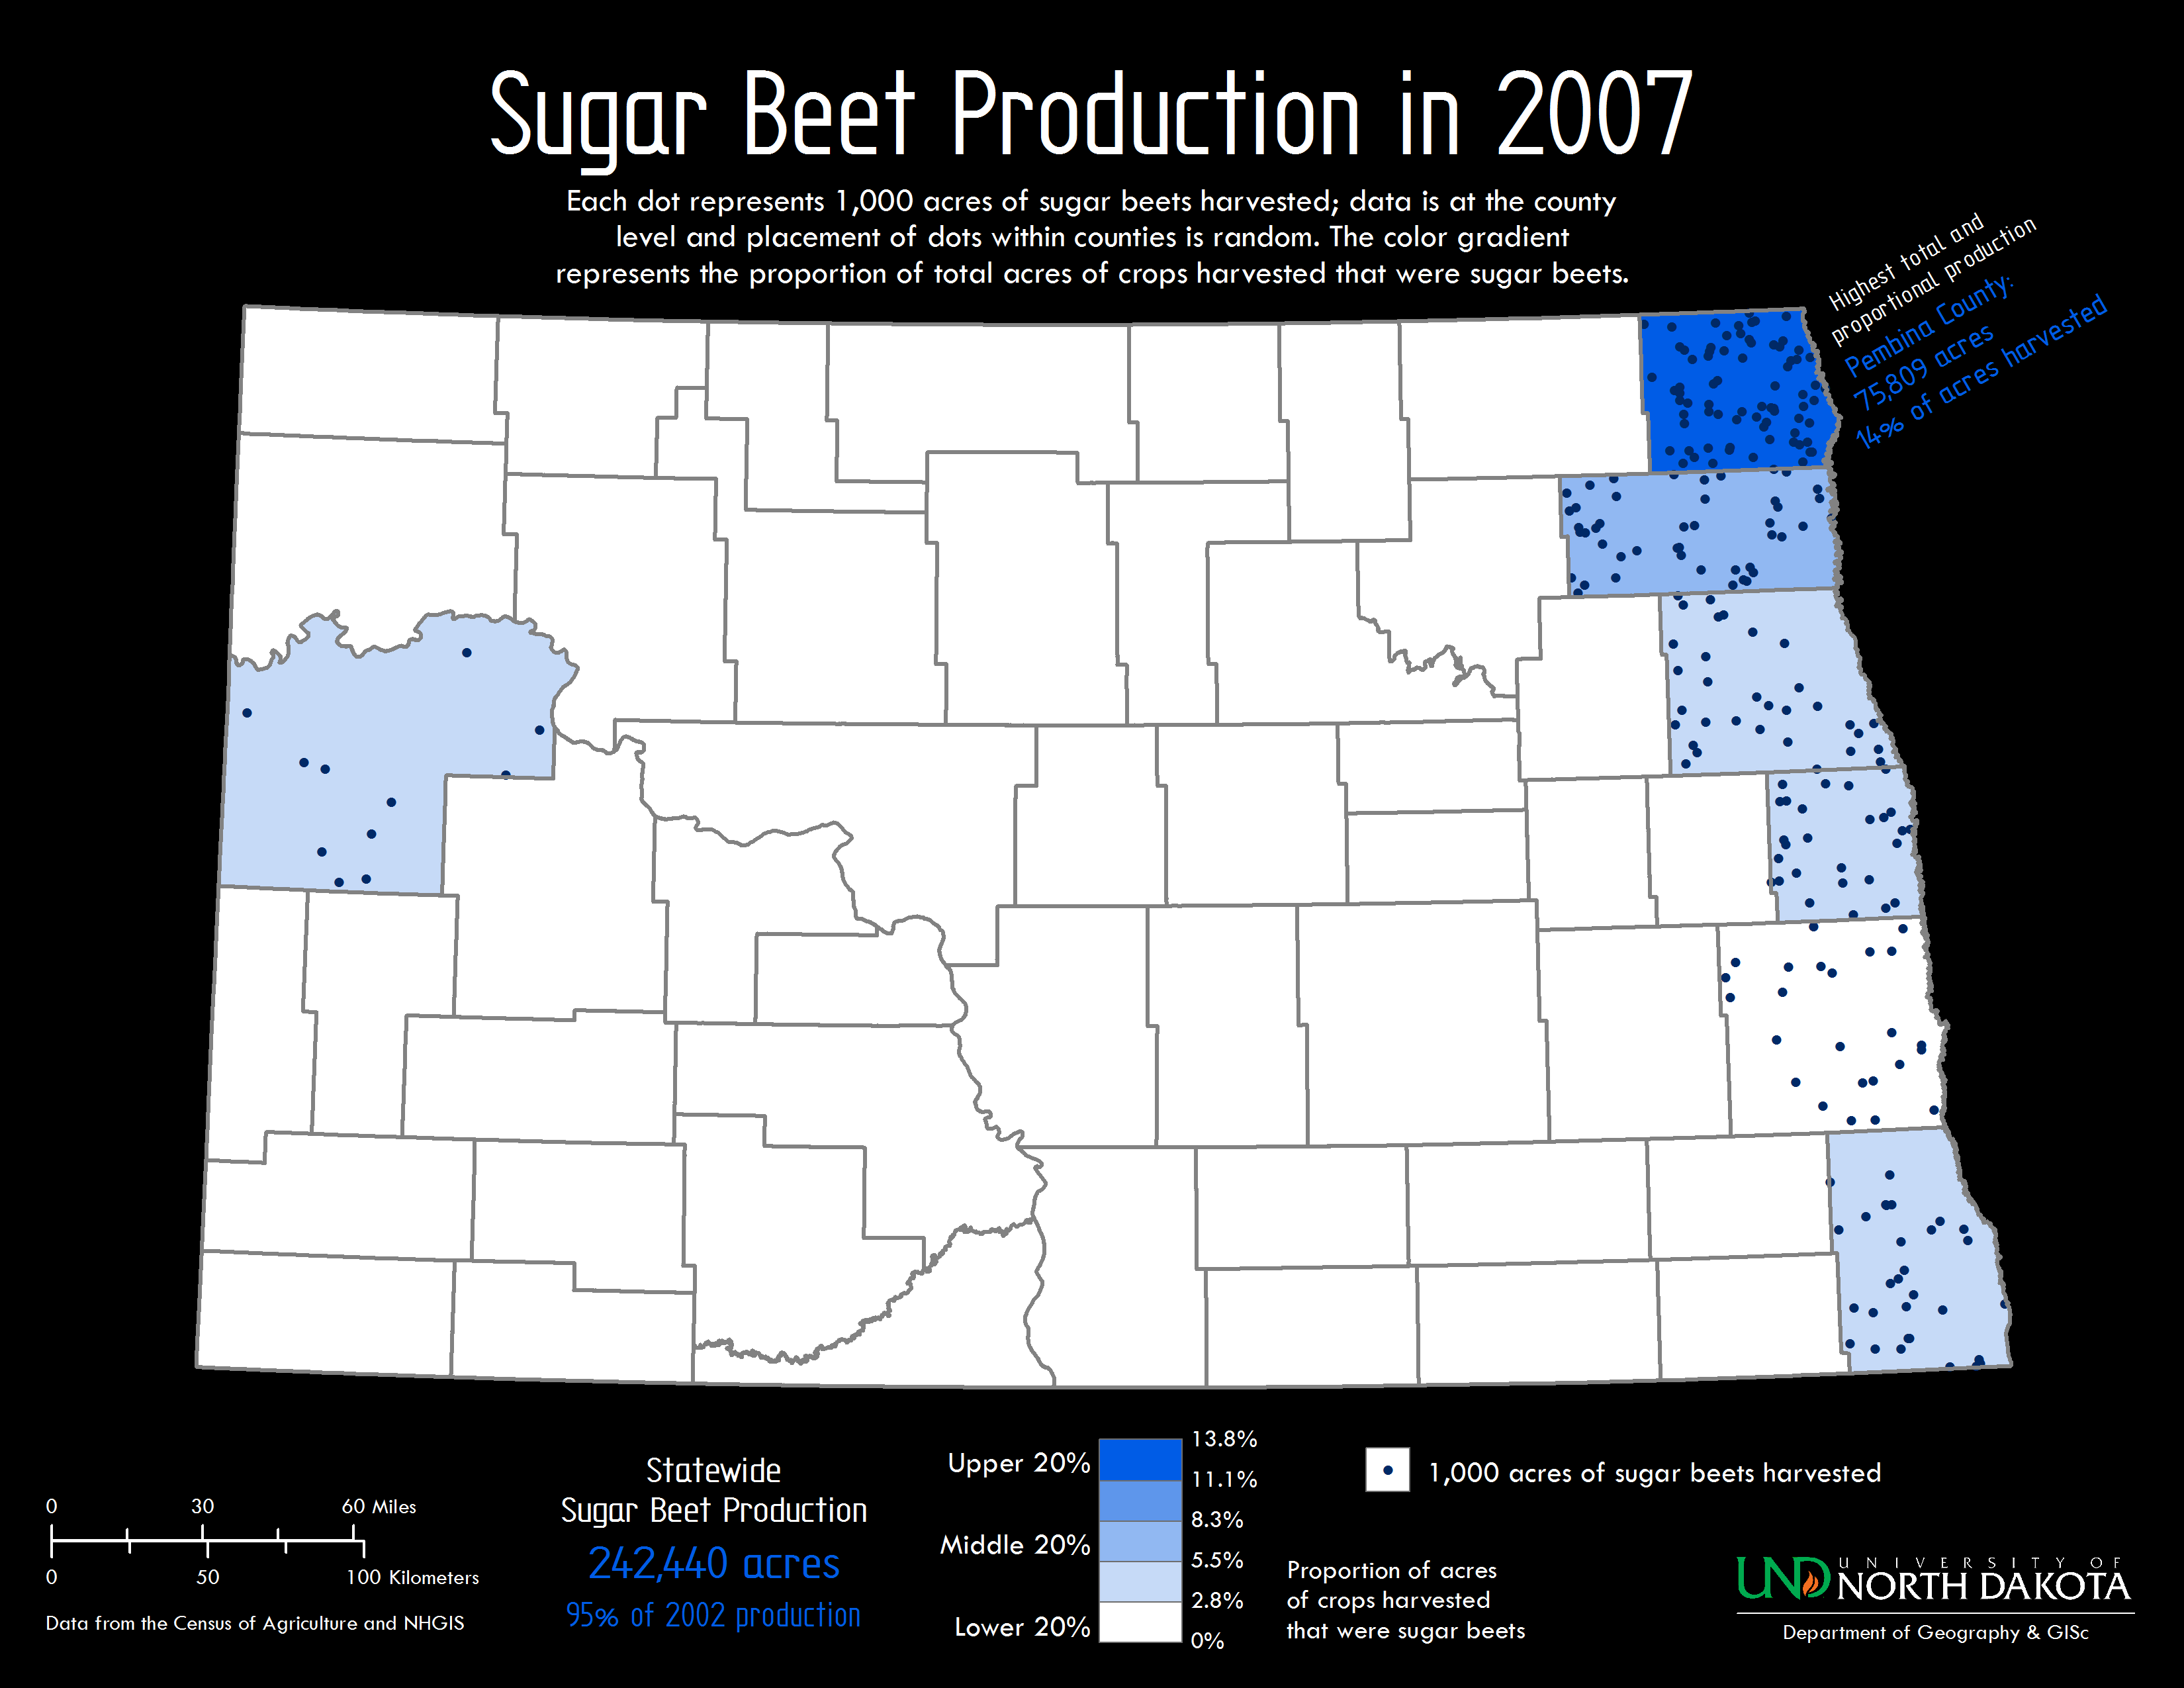 Sugar Beet Production in 2007
Each dot represents 1,000 acres of sugar beets harvested; data is at the county
level and placement of dots within counties is random. The color gradient
represents the proportion of total acres of crops harvested that were sugar beets.
Highest total and
proportional production
Pembina County:
75,809 acres
14% of acres harvested
0 30 60 Miles
0 50 100 Kilometers
Data from the Census of Agriculture and NHGIS
Statewide
Sugar Beet Production
242,440 acres
95% of 2002 production
Upper 20%
Middle 20%
Lower 20%
13.8%
11.1%
8.3%
5.5%
2.8%
0%
1,000 acres of sugar beets harvested
Proportion of acres
of crops harvested
that were sugar beets
UND
UNIVERSITY OF
NORTH DAKOTA
Department of Geography & GISc